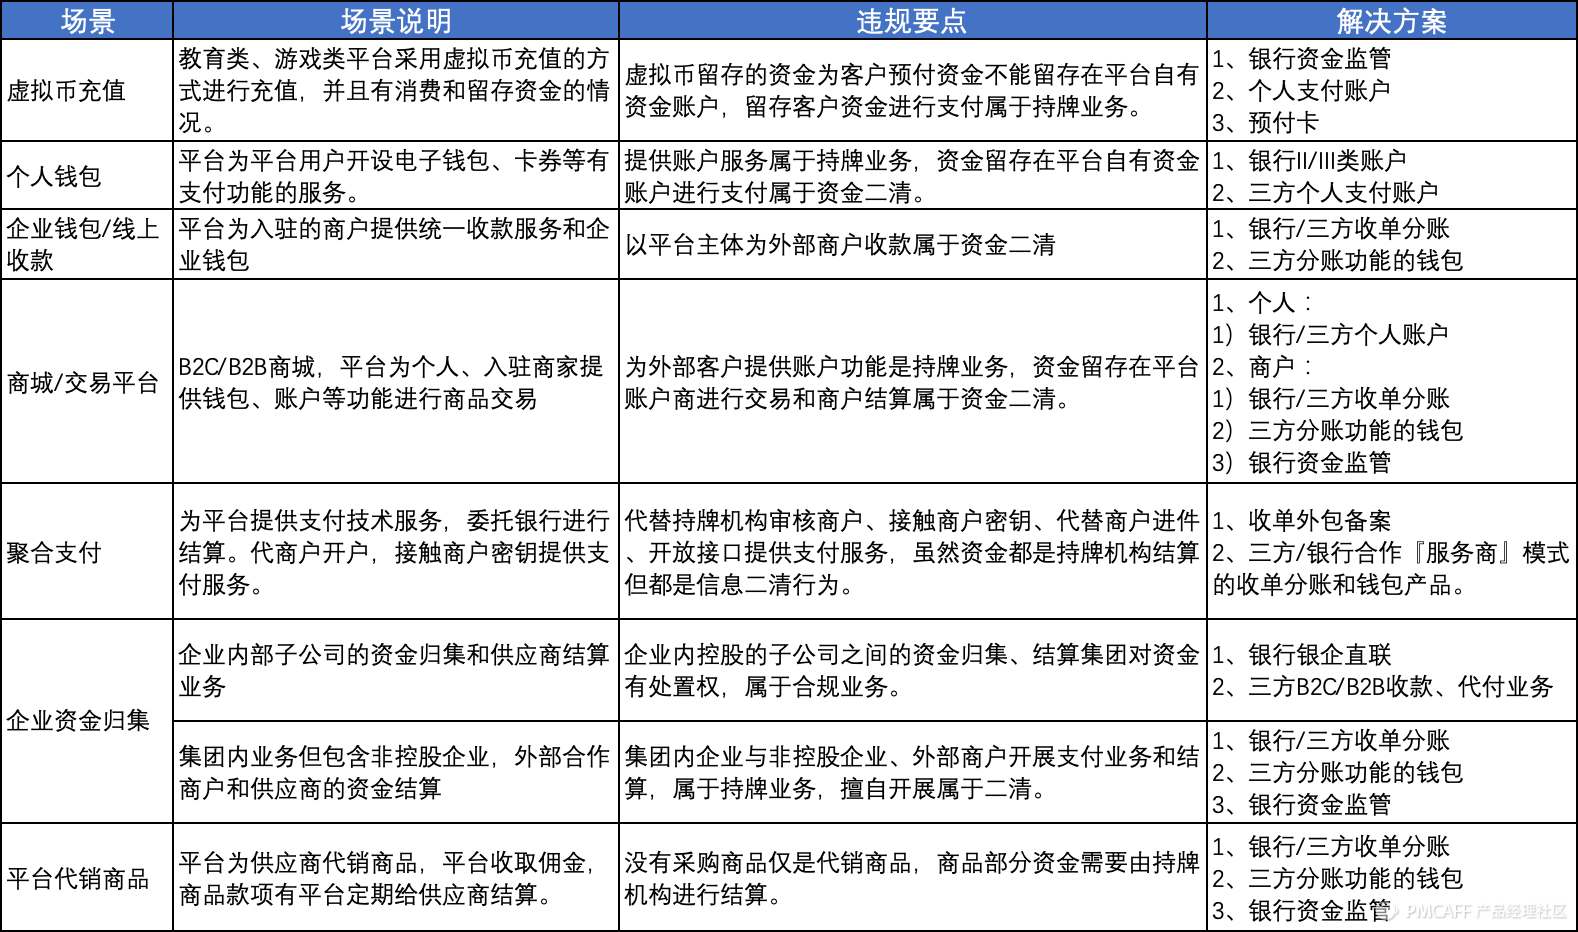 场景
场景说明
违规要点
解决方案
虚拟币充值
教育类、游戏类平台采用虚拟币充值的方
式进行充值，并且有消费和留存资金的情
况。
虚拟币留存的资金为客户预付资金不能留存在平台自有
资金账户，留存客户资金进行支付属于持牌业务。
1、银行资金监管
2、个人支付账户
3、预付卡
个人钱包
平台为平台用户开设电子钱包、卡券等有
支付功能的服务。
提供账户服务属于持牌业务，资金留存在平台自有资金
账户进行支付属于资金二清。
1、银行II/III类账户
2、三方个人支付账户
企业钱包/线上
收款
平台为入驻的商户提供统一收款服务和企
业钱包
以平台主体为外部商户收款属于资金二清
1、银行/三方收单分账
2、三方分账功能的钱包
商城/交易平台
B2C/B2B商城，平台为个人、入驻商家提
供钱包、账户等功能进行商品交易
为外部客户提供账户功能是持牌业务，资金留存在平台
账户商进行交易和商户结算属于资金二清。
1、个人：
1）银行/三方个人账户
2、商户：
1）银行/三方收单分账
2）三方分账功能的钱包
3）银行资金监管
聚合支付
为平台提供支付技术服务，委托银行进行
结算。代商户开户，接触商户密钥提供支
付服务。
代替持牌机构审核商户、接触商户密钥、代替商户进件
、开放接口提供支付服务，虽然资金都是持牌机构结算
但都是信息二清行为。
1、收单外包备案
2、三方/银行合作『服务商』模式
的收单分账和钱包产品。
企业资金归集
企业内部子公司的资金归集和供应商结算
业务
企业内控股的子公司之间的资金归集、结算集团对资金
有处置权，属于合规业务。
1、银行银企直联
2、三方B2C/B2B收款、代付业务
集团内业务但包含非控股企业，外部合作
商户和供应商的资金结算
集团内企业与非控股企业、外部商户开展支付业务和结
算，属于持牌业务，擅自开展属于二清。
1、银行/三方收单分账
2、三方分账功能的钱包
3、银行资金监管
平台代销商品
平台为供应商代销商品，平台收取佣金，
商品款项有平台定期给供应商结算。
没有采购商品仅是代销商品，商品部分资金需要由持牌
机构进行结算。
1、银行/三方收单分账
2、三方分账功能的钱包
3、银行资金监管
PMCAFF 产品经理社区